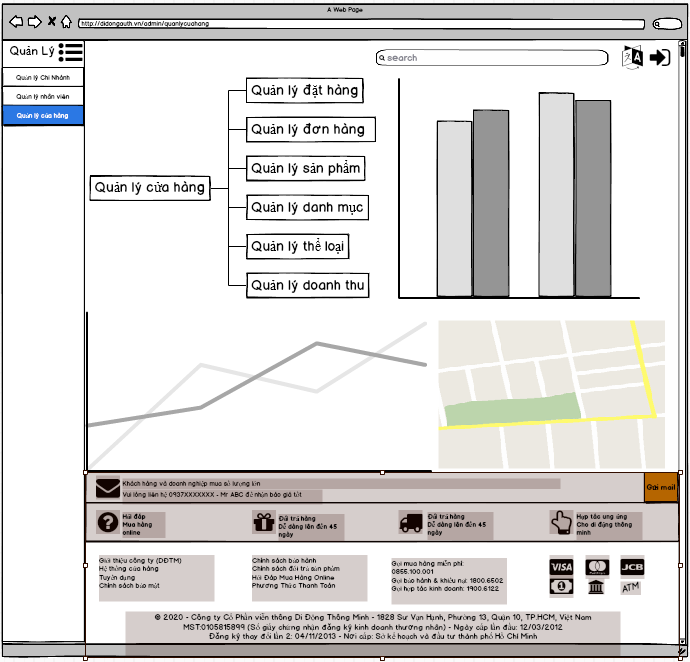 A Web Page
http://didongauth.vn/admin/quanlycuahang
Quản Lý
search
Quản lý Chi Nhánh
Quản lý nhân viên
Quản lý cửa hàng
Quản lý cửa hàng
Quản lý đặt hàng
Quản lý đơn hàng
Quản lý sản phẩm
Quản lý danh mục
Quản lý thể loại
Quản lý doanh thu
Khách hàng và doanh nghiệp mua số lượng lớn
Vui lòng liên hệ 0937XXXXXXX - Mr ABC để nhận báo giá tốt
Gửi mail
Hỏi đáp
Mua hàng
online
Đổi trả hàng
Dễ dàng lên đến 45
ngày
Đổi trả hàng
Dễ dàng lên đến 45
ngày
Hợp tác ưng ứng
Cho di động thông
minh
Giới thiệu công ty (DĐTM)
Hệ thống cửa hàng
Tuyển dụng
Chính sách bảo mật
Chính sách bảo hành
Chính sách đổi trả sản phẩm
Hỏi Đáp Mua Hàng Online
Phương Thức Thanh Toán
Gọi mua hàng miễn phí:
0855.100.001
Gọi bảo hành & khiếu nại: 1800.6502
Gọi hợp tác kinh doanh: 1900.6122
VISA
JCB
ATM
© 2020 - Công ty Cổ Phần viễn thông Di Động Thông Minh - 1828 Sư Vạn Hạnh, Phường 13, Quận 10, TP.HCM, Việt Nam
MST:0105815899 (Số giấy chứng nhận đăng ký kinh doanh thường nhân) - Ngày cấp lần đầu: 12/03/2012
Đăng ký thay đổi lần 2: 04/11/2013 - Nơi cấp: Sở kế hoạch và đầu tư thành phố Hồ Chí Minh